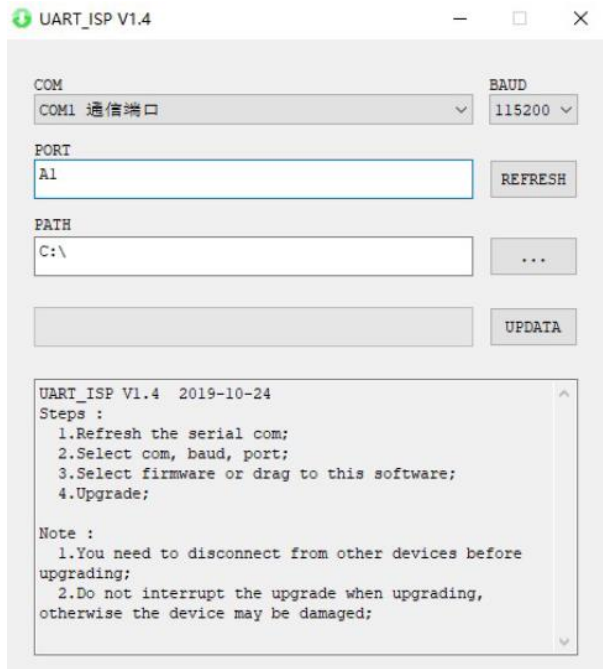 UART_ISP V1.4
COM
BAUD
COM1 通信端口
115200
PORT
A1
REFRESH
PATH
C:\
...
UPDATA
UART_ISP V1.4  2019-10-24
Steps :
1.Refresh the serial com;
2.Select com, baud, port;
3.Select firmware or drag to this software;
4.Upgrade;
Note :
1.You need to disconnect from other devices before
upgrading;
2.Do not interrupt the upgrade when upgrading,
otherwise the device may be damaged;